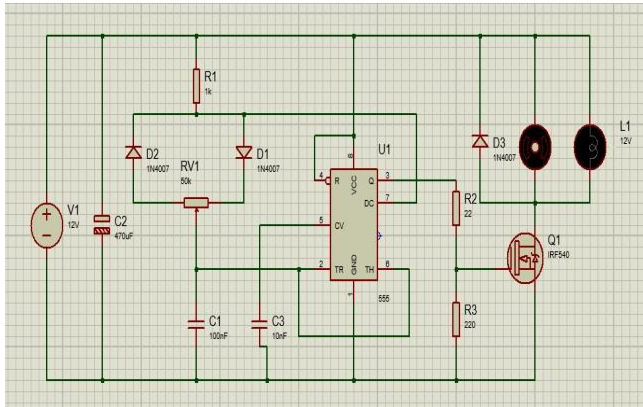 R1
1k
D2
1N4007
RV1
50k
D1
1N4007
U1
4
R
8
VCC
Q
3
DC
7
5
CV
2
TR
GND
1
TH
6
555
D3
1N4007
L1
12V
R2
22
Q1
IRF540
R3
220
V1
12V
C2
470uF
C1
100nF
C3
10nF